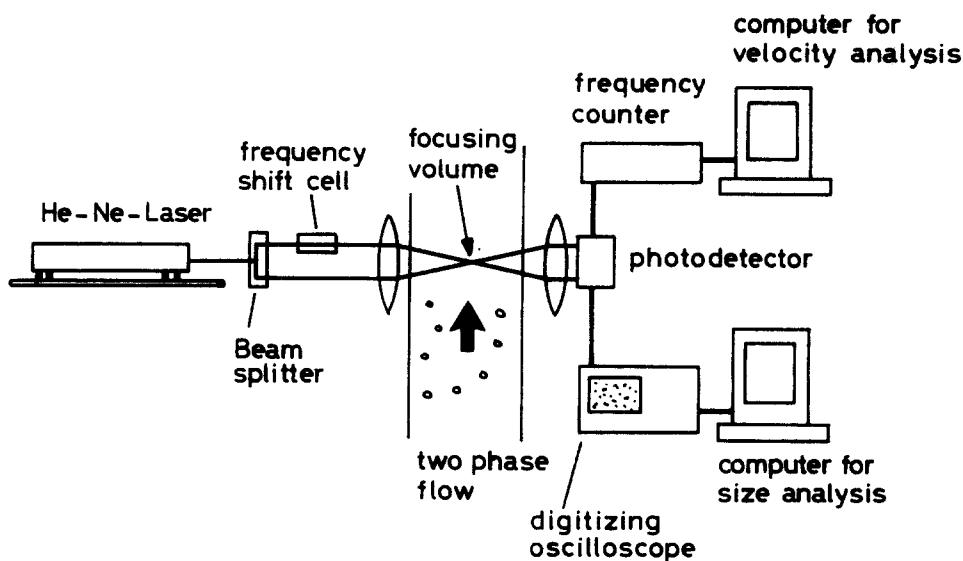 computer for
velocity analysis
frequency
counter
focusing
volume
frequency
shift cell
He-Ne-Laser
photodetector
Beam
splitter
two phase
flow
computer for
size analysis
digitizing
oscilloscope